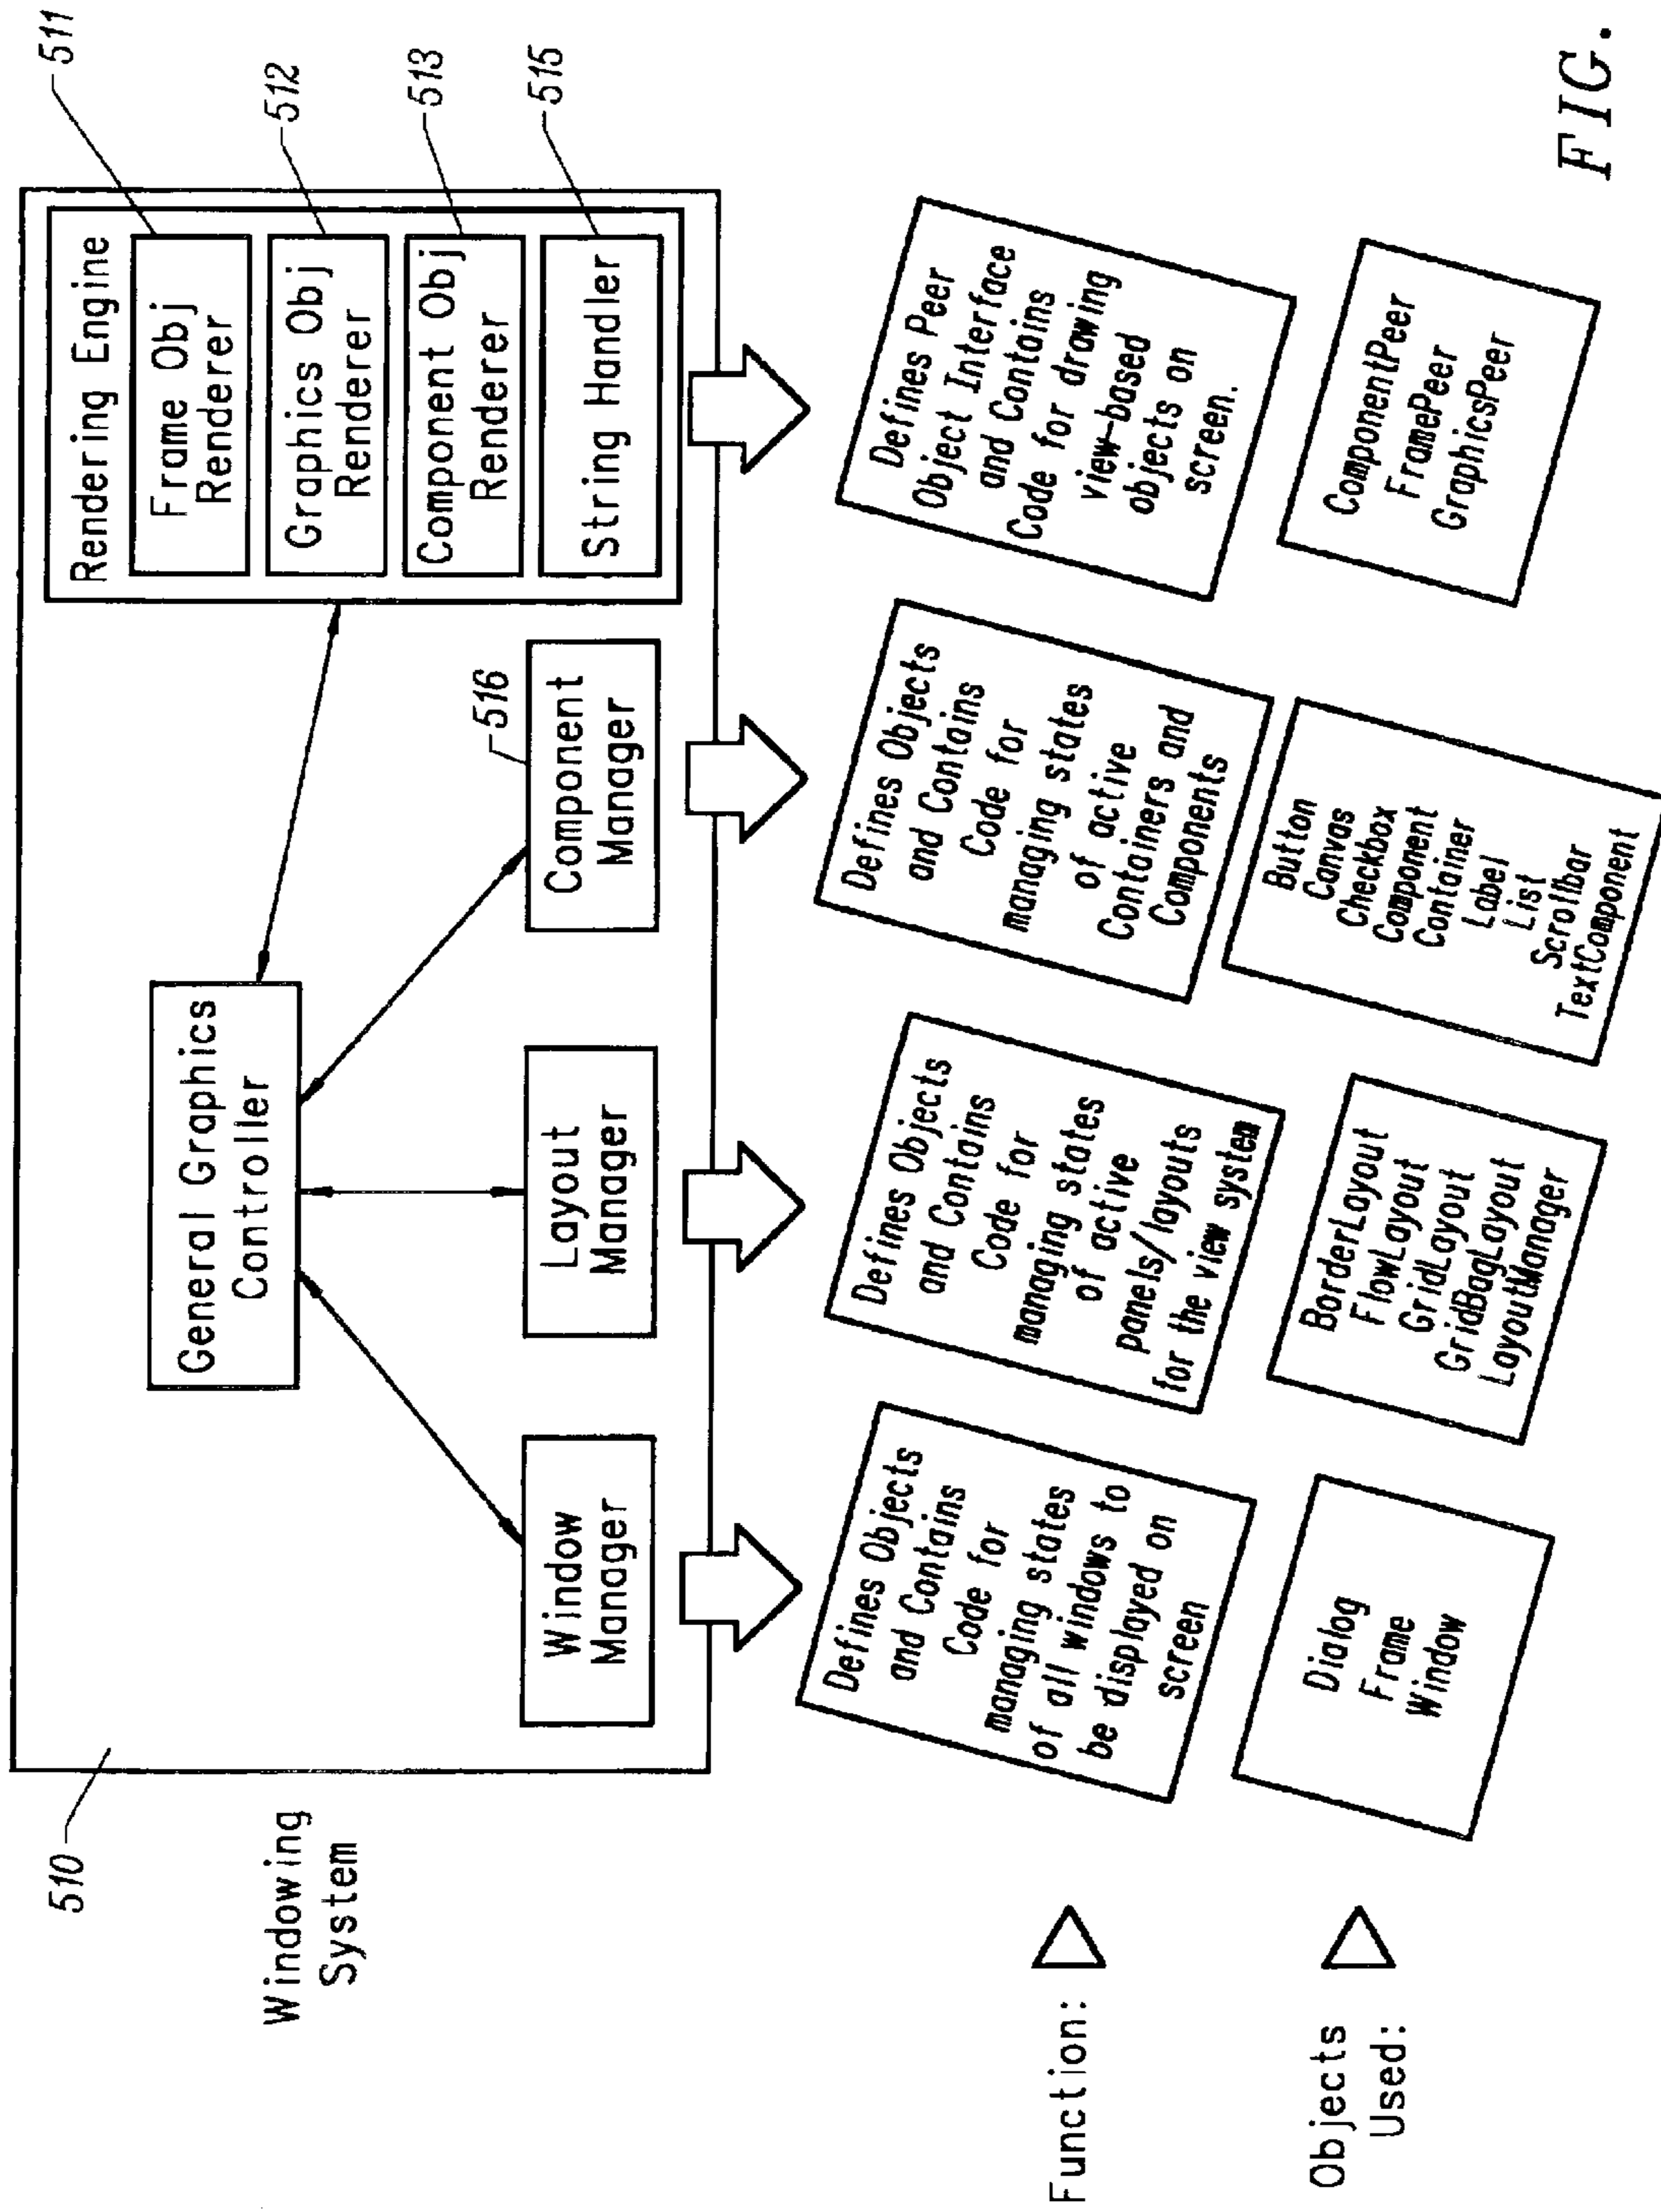 510
Windowing
System
General Graphics
Controller
Window
Manager
Layout
Manager
Component
Manager
516
Rendering Engine
Frame Obj
Renderer
Graphics Obj
Renderer
Component Obj
Renderer
String Handler
511
512
513
515
Function:
Defines Objects
and Contains
Code for
managing states
of all windows to
be displayed on
screen
Defines Objects
and Contains
Code for
managing states
of active
panels/layouts
for the view system
Defines Objects
and Contains
Code for
managing states
of active
Containers and
Components
Defines Peer
Object Interface
and Contains
Code for drawing
view-based
objects on
screen.
Objects
Used:
Dialog
Frame
Window
BorderLayout
FlowLayout
GridLayout
GridBagLayout
LayoutManager
Button
Canvas
Checkbox
Component
Container
Label
List
Scrollbar
TextComponent
ComponentPeer
FramePeer
GraphicsPeer
FIG.